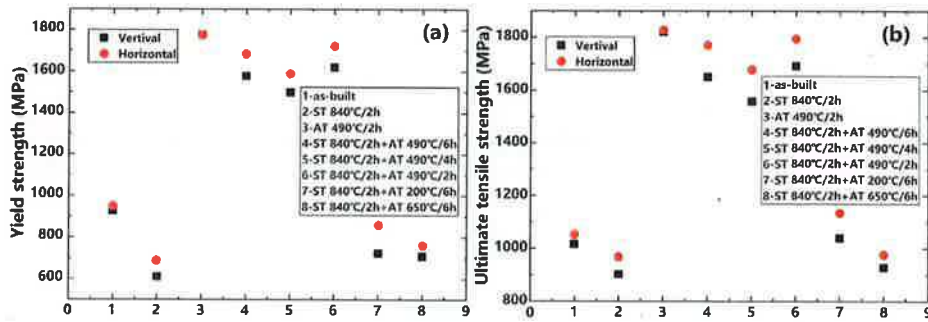 (a)
Vertival
Horizontal
Yield strength (MPa)
1800
1600
1400
1200
1000
800
600
0 1 2 3 4 5 6 7 8 9
1-as-built
2-ST 840℃/2h
3-AT 490℃/2h
4-ST 840℃/2h+AT 490℃/6h
5-ST 840℃/2h+AT 490℃/4h
6-ST 840℃/2h+AT 490℃/2h
7-ST 840℃/2h+AT 200℃/6h
8-ST 840℃/2h+AT 650℃/6h
(b)
Vertival
Horizontal
Ultimate tensile strength (MPa)
1800
1600
1400
1200
1000
800
0 1 2 3 4 5 6 7 8 9
1-as-built
2-ST 840℃/2h
3-AT 490℃/2h
4-ST 840℃/2h+AT 490℃/6h
5-ST 840℃/2h+AT 490℃/4h
6-ST 840℃/2h+AT 490℃/2h
7-ST 840℃/2h+AT 200℃/6h
8-ST 840℃/2h+AT 650℃/6h